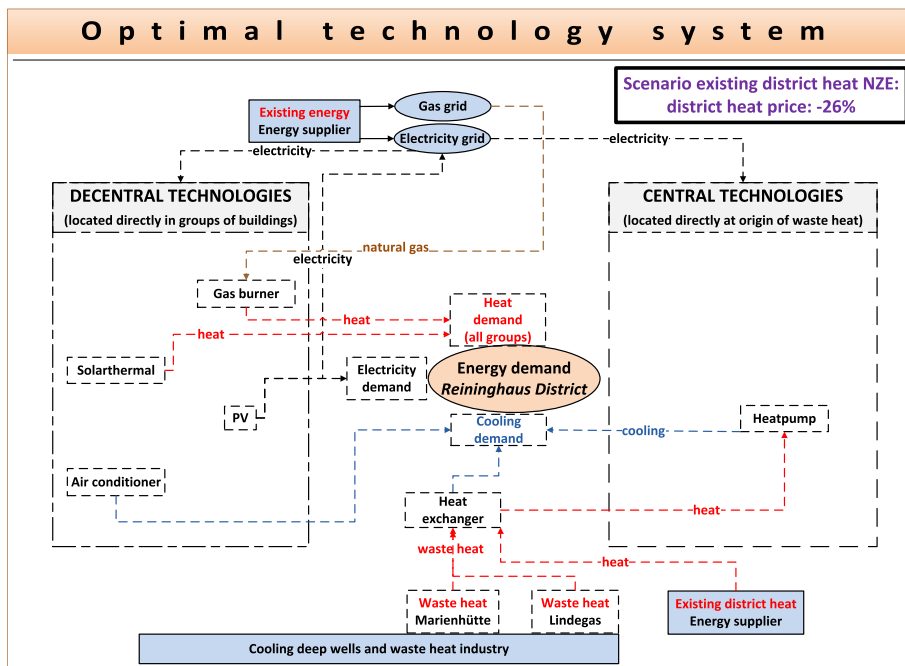 Optimal technology system
Scenario existing district heat NZE:
district heat price: -26%
Existing energy
Energy supplier
Gas grid
Electricity grid
electricity
electricity
DECENTRAL TECHNOLOGIES
(located directly in groups of buildings)
CENTRAL TECHNOLOGIES
(located directly at origin of waste heat)
natural gas
electricity
Gas burner
heat
Heat
demand
(all groups)
heat
Solarthermal
Electricity
demand
Energy demand
Reininghaus District
PV
Cooling
demand
cooling
Heatpump
Air conditioner
Heat
exchanger
heat
waste heat
heat
Waste heat
Marienhütte
Waste heat
Lindegas
Existing district heat
Energy supplier
Cooling deep wells and waste heat industry